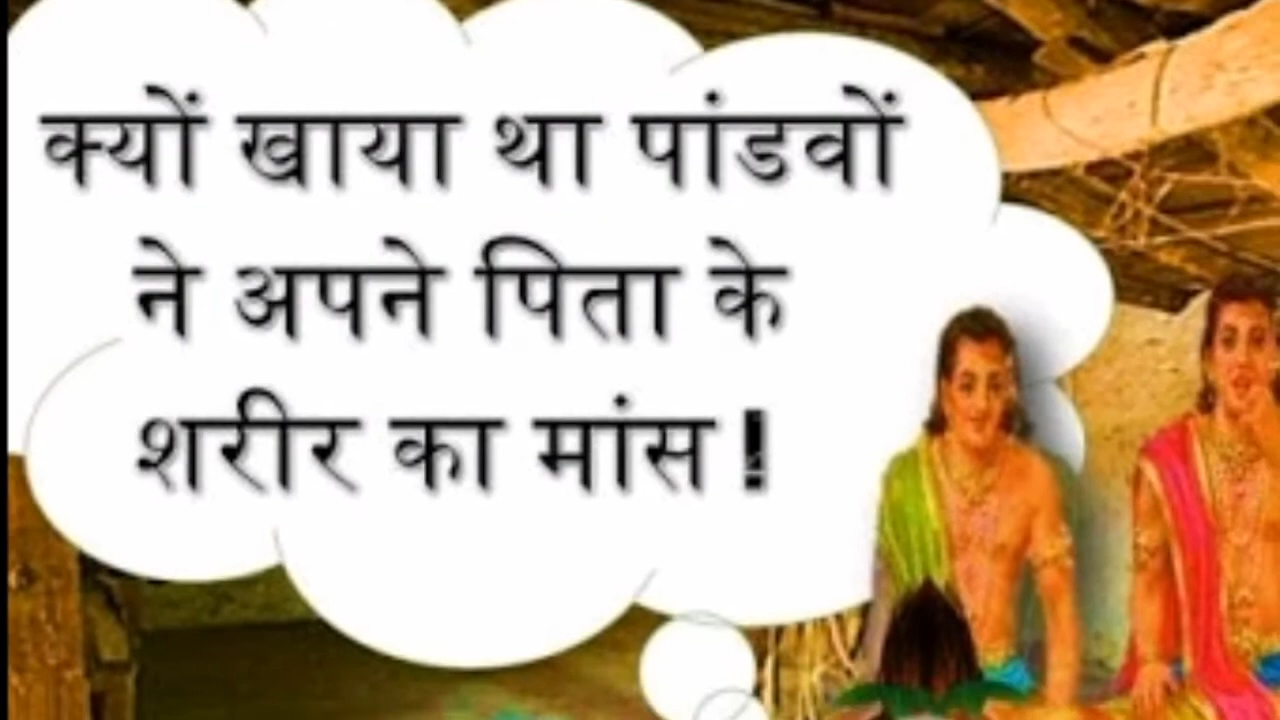 क्यों खाया था पांडवों
ने अपने पिता के
शरीर का मांस !